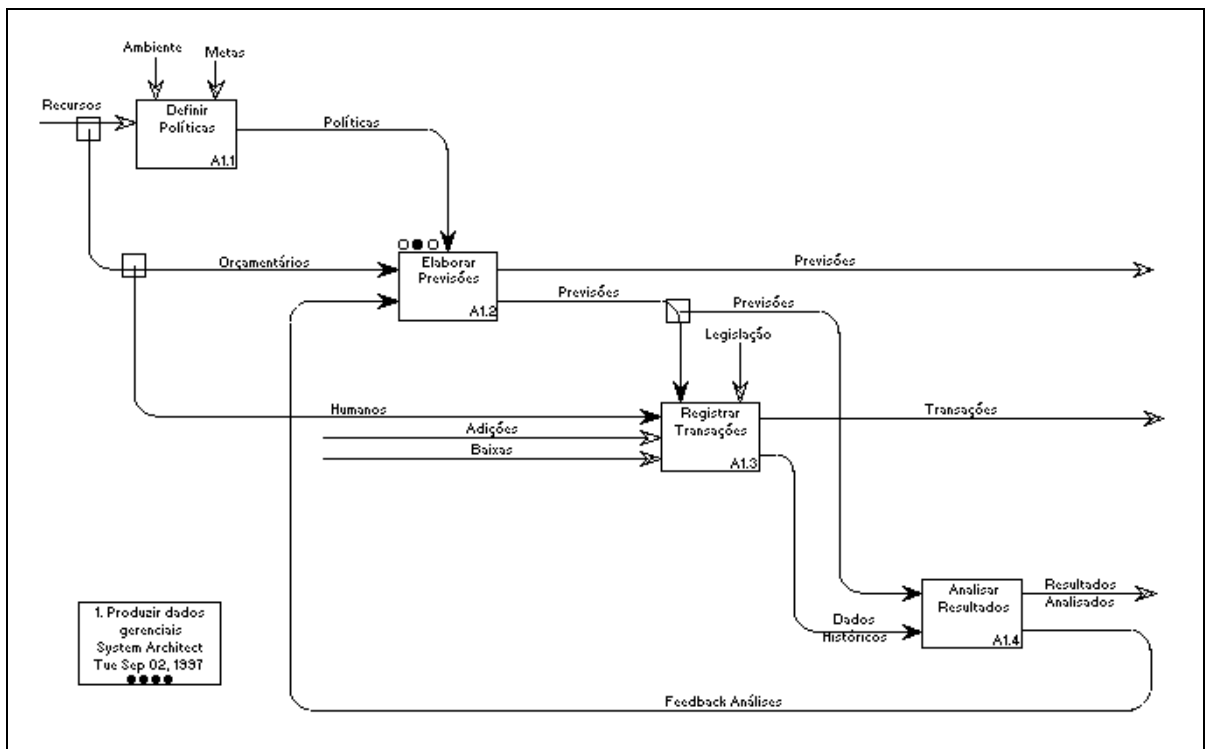 Ambiente
Metas
Recursos
Definir
Políticas
A1.1
Políticas
Orçamentários
Elaborar
Previsões
A1.2
Previsões
Previsões
Previsões
Legislação
Humanos
Adições
Baixas
Registrar
Transações
A1.3
Transações
Analisar
Resultados
A1.4
Resultados
Analisados
Dados
Históricos
1. Produzir dados
gerenciais
System Architect
Tue Sep 02, 1997
Feedback Análises